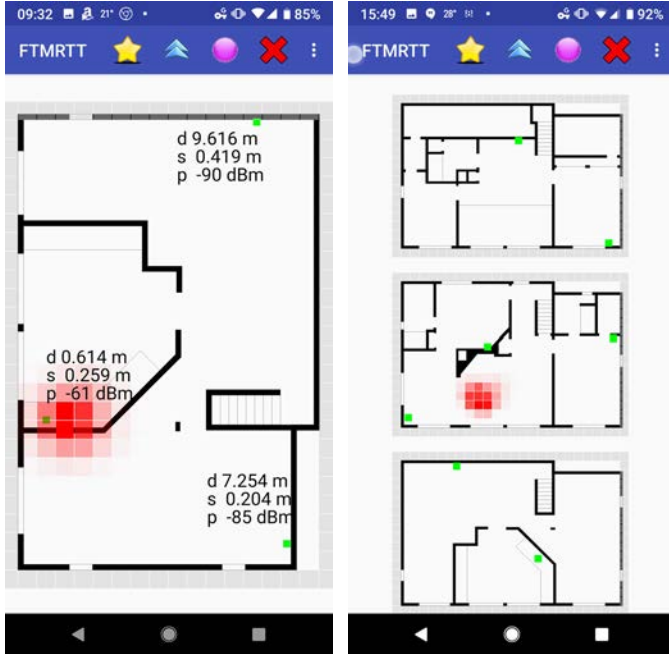 09:32 21° 85%
FTMRTT
d 9.616 m
s 0.419 m
p -90 dBm
d 0.614 m
s 0.259 m
p -61 dBm
d 7.254 m
s 0.204 m
p -85 dBm
15:49 28° 92%
FTMRTT